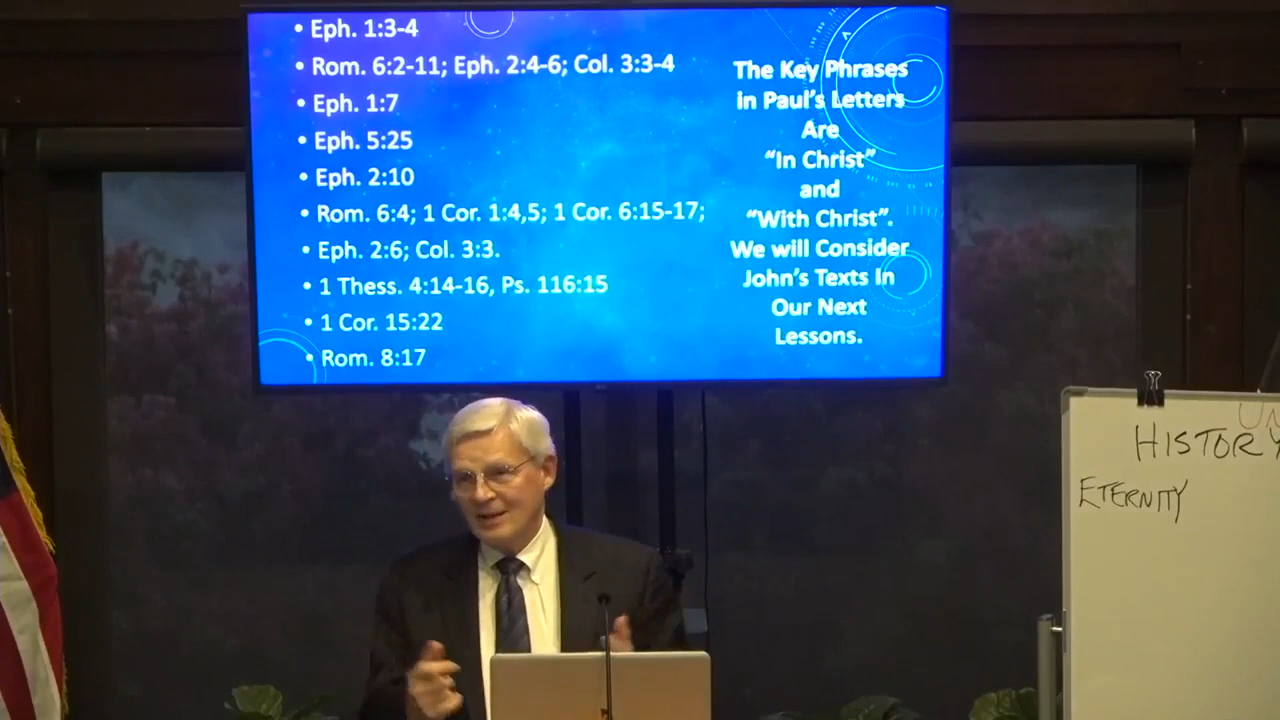 • Eph. 1:3-4
• Rom. 6:2-11; Eph. 2:4-6; Col. 3:3-4
• Eph. 1:7
• Eph. 5:25
• Eph. 2:10
• Rom. 6:4; 1 Cor. 1:4,5; 1 Cor. 6:15-17;
• Eph. 2:6; Col. 3:3.
• 1 Thess. 4:14-16, Ps. 116:15
• 1 Cor. 15:22
• Rom. 8:17
The Key Phrases
in Paul's Letters
Are
"In Christ"
and
"With Christ".
We will Consider
John's Texts In
Our Next
Lessons.
HISTORY
ETERNITY